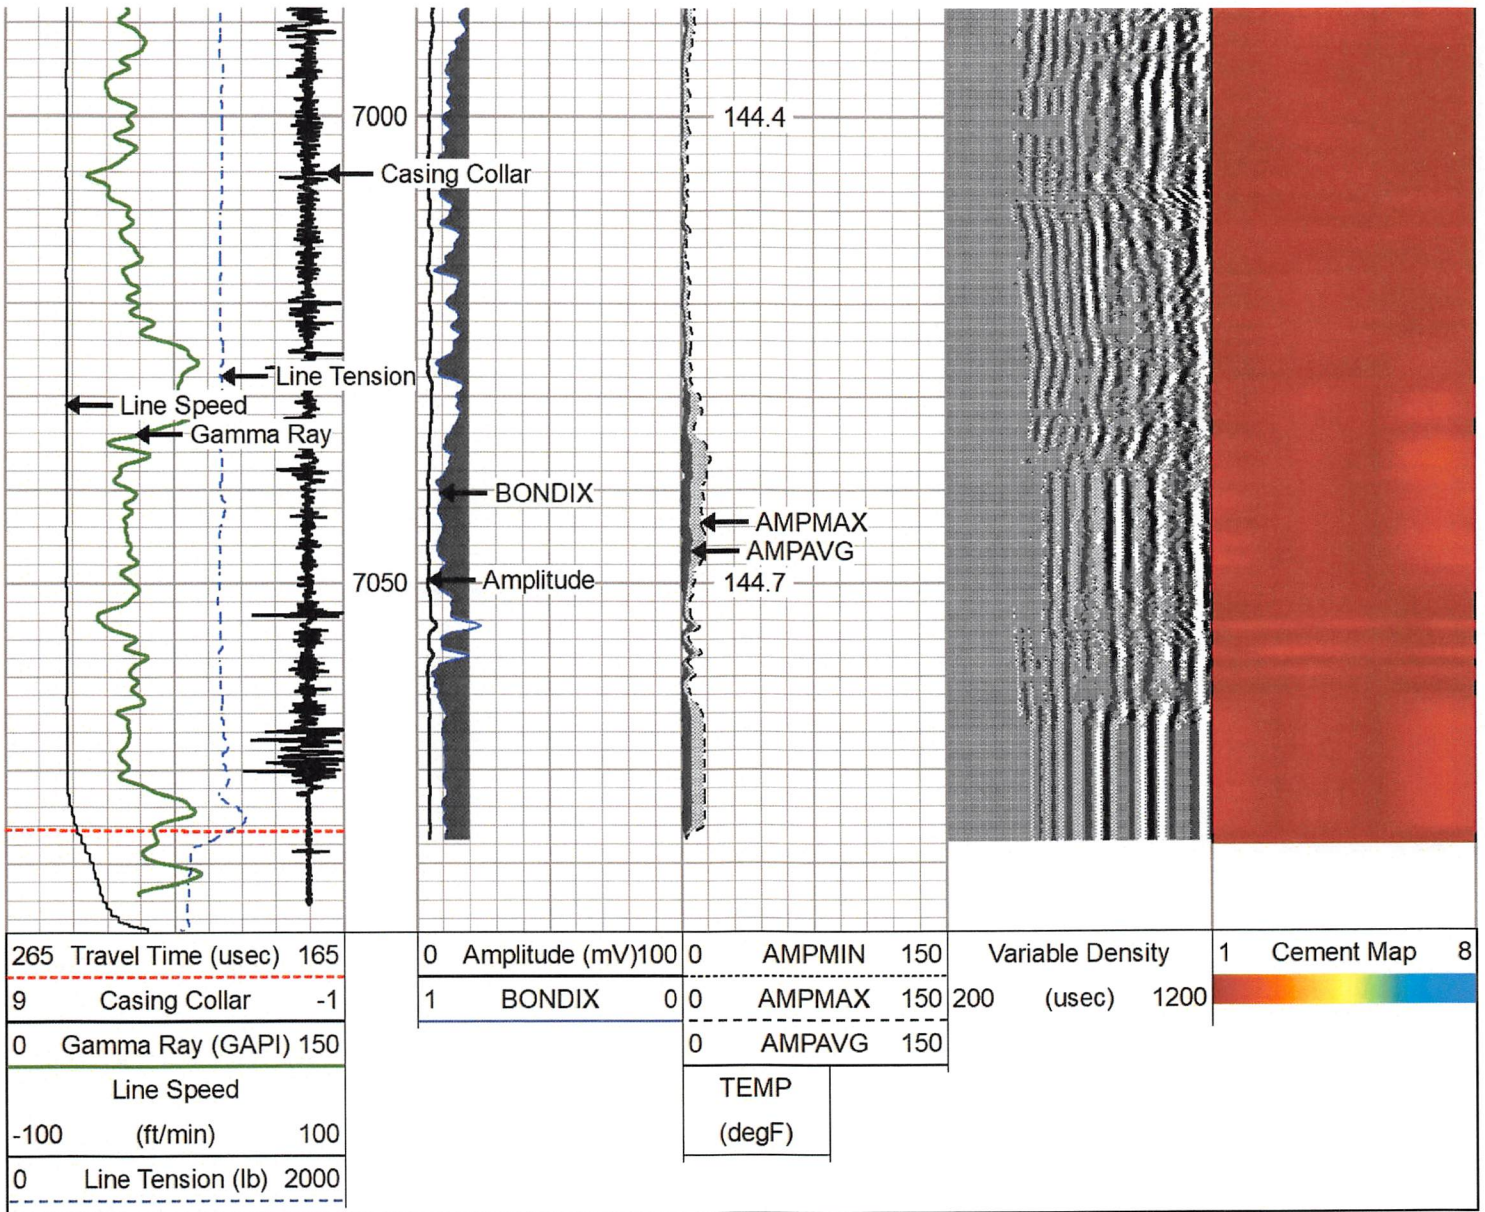 7000
144.4
Casing Collar
Line Tension
Line Speed
Gamma Ray
BONDIX
AMPMAX
AMPAVG
7050
Amplitude
144.7
265 Travel Time (usec) 165
9 Casing Collar -1
0 Gamma Ray (GAPI) 150
Line Speed
-100 (ft/min) 100
0 Line Tension (lb) 2000
0 Amplitude (mV)100
1 BONDIX 0
0 AMPMIN 150
0 AMPMAX 150
0 AMPAVG 150
TEMP
(degF)
Variable Density
200 (usec) 1200
1 Cement Map 8